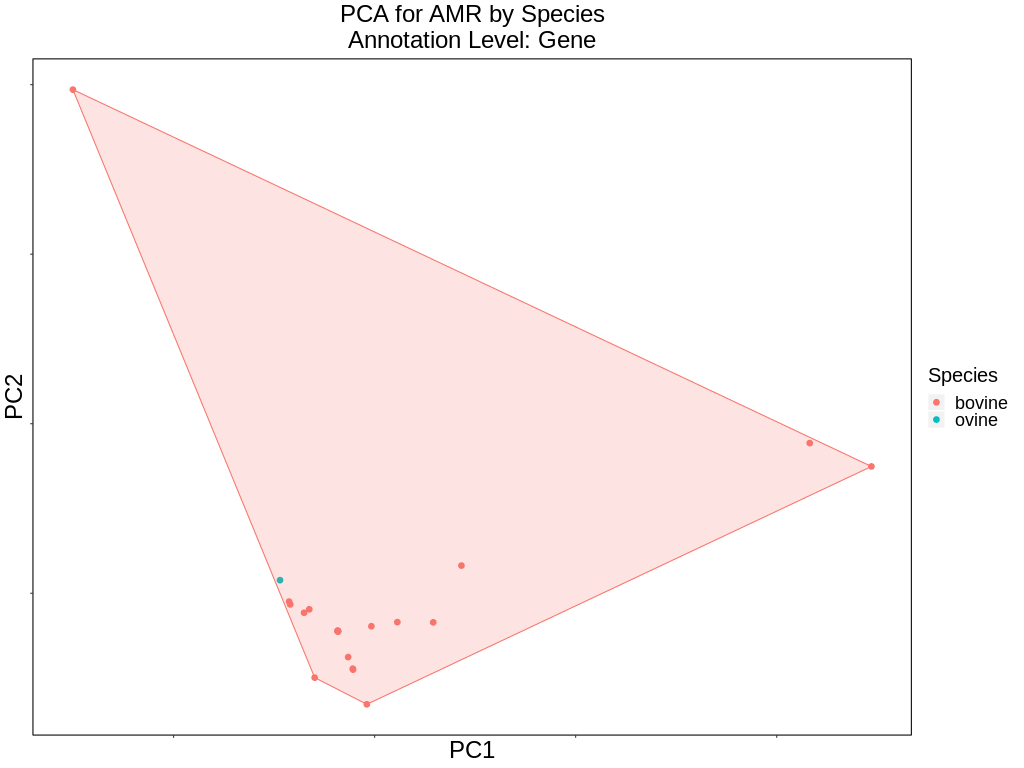 PCA for AMR by Species
Annotation Level: Gene
PC2
PC1
Species
bovine
ovine